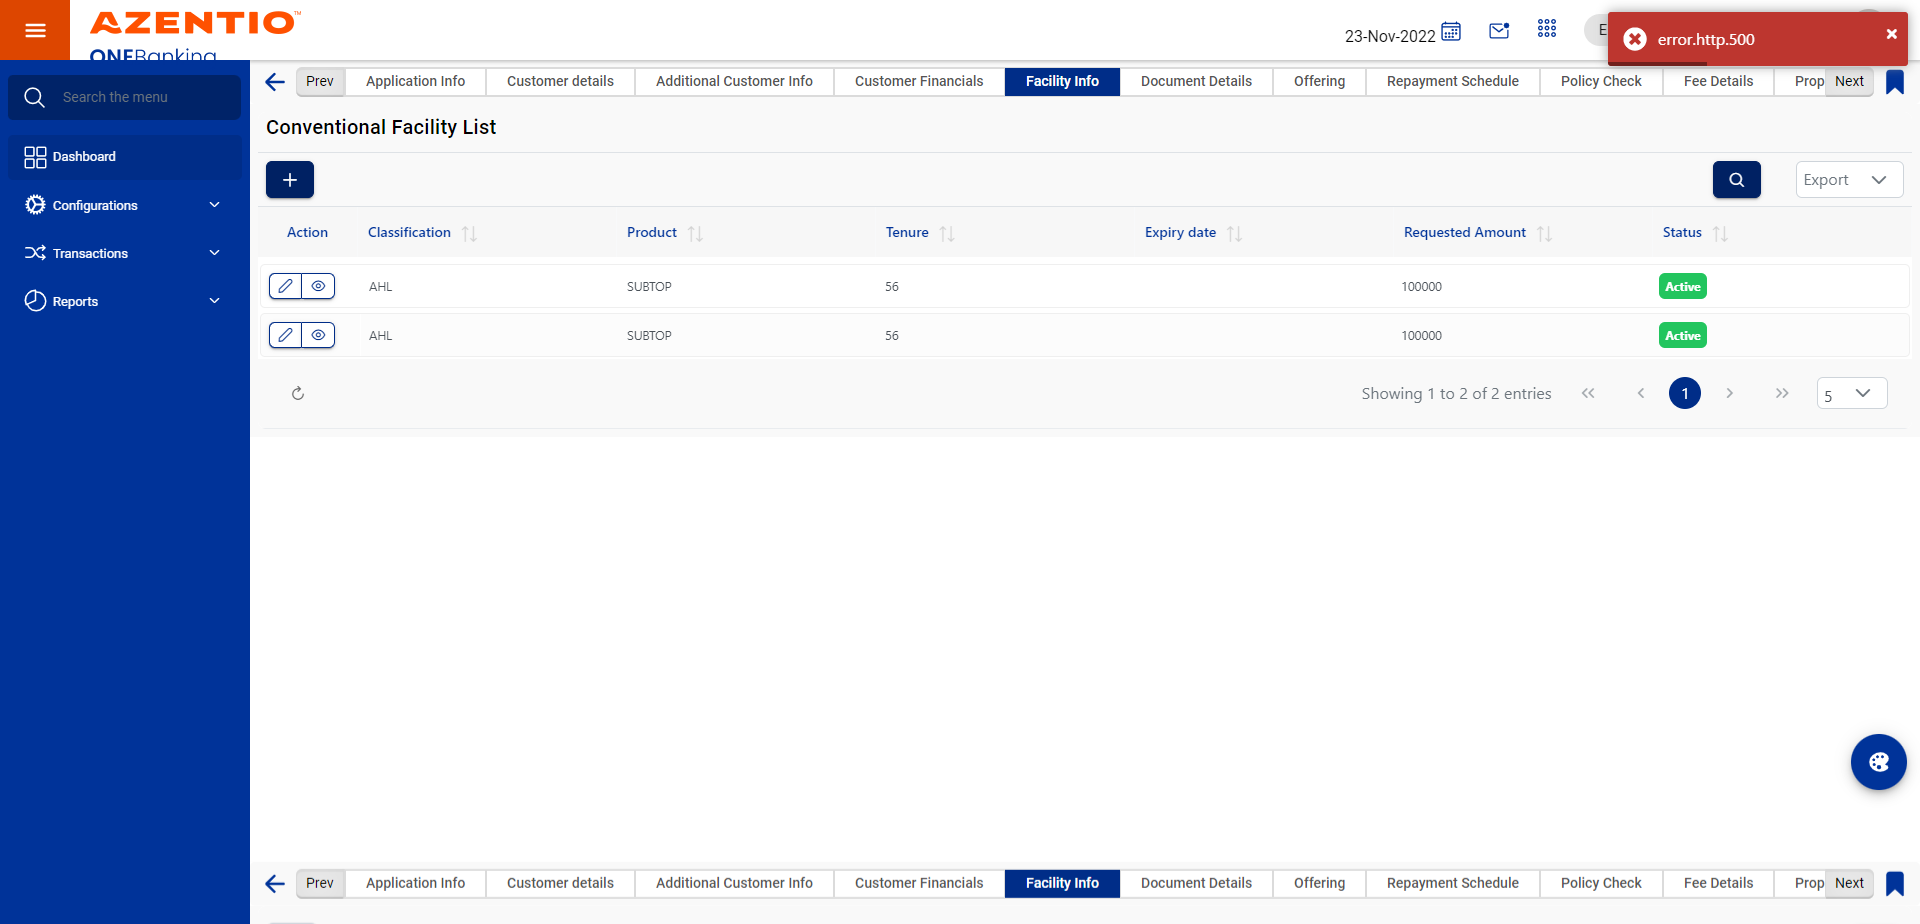 AZENTIO™
ONEBanking
23-Nov-2022
E
error.http.500
Search the menu
Dashboard
Configurations
Transactions
Reports
Prev
Application Info
Customer details
Additional Customer Info
Customer Financials
Facility Info
Document Details
Offering
Repayment Schedule
Policy Check
Fee Details
Prop
Next
Conventional Facility List
Export
Action Classification Product Tenure Expiry date Requested Amount Status
AHL SUBTOP 56 100000 Active
AHL SUBTOP 56 100000 Active
Showing 1 to 2 of 2 entries
1
5
Prev
Application Info
Customer details
Additional Customer Info
Customer Financials
Facility Info
Document Details
Offering
Repayment Schedule
Policy Check
Fee Details
Prop
Next